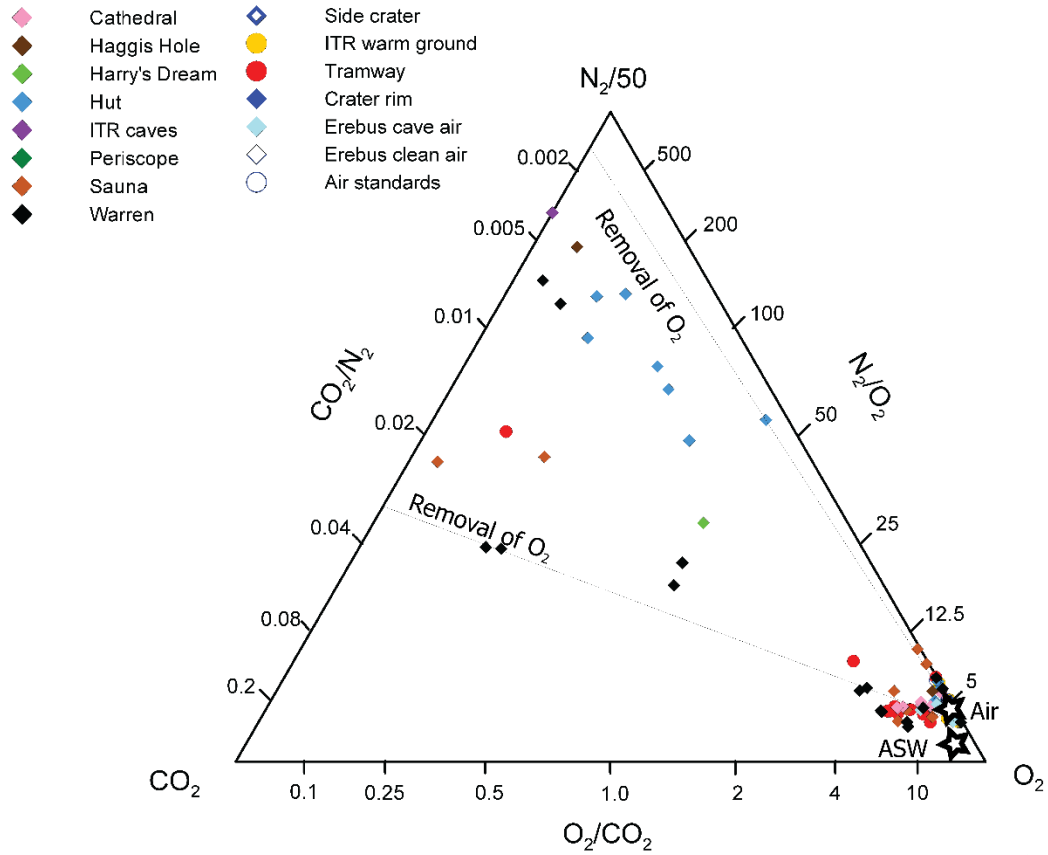 Cathedral
Haggis Hole
Harry's Dream
Hut
ITR caves
Periscope
Sauna
Warren
Side crater
ITR warm ground
Tramway
Crater rim
Erebus cave air
Erebus clean air
Air standards
N₂/50
0.002
0.005
0.01
0.02
0.04
0.08
0.2
CO₂/N₂
500
200
100
50
25
12.5
5
N₂/O₂
Removal of O₂
Removal of O₂
Air
ASW
CO₂
O₂
0.1
0.25
0.5
1.0
2
4
10
O₂/CO₂